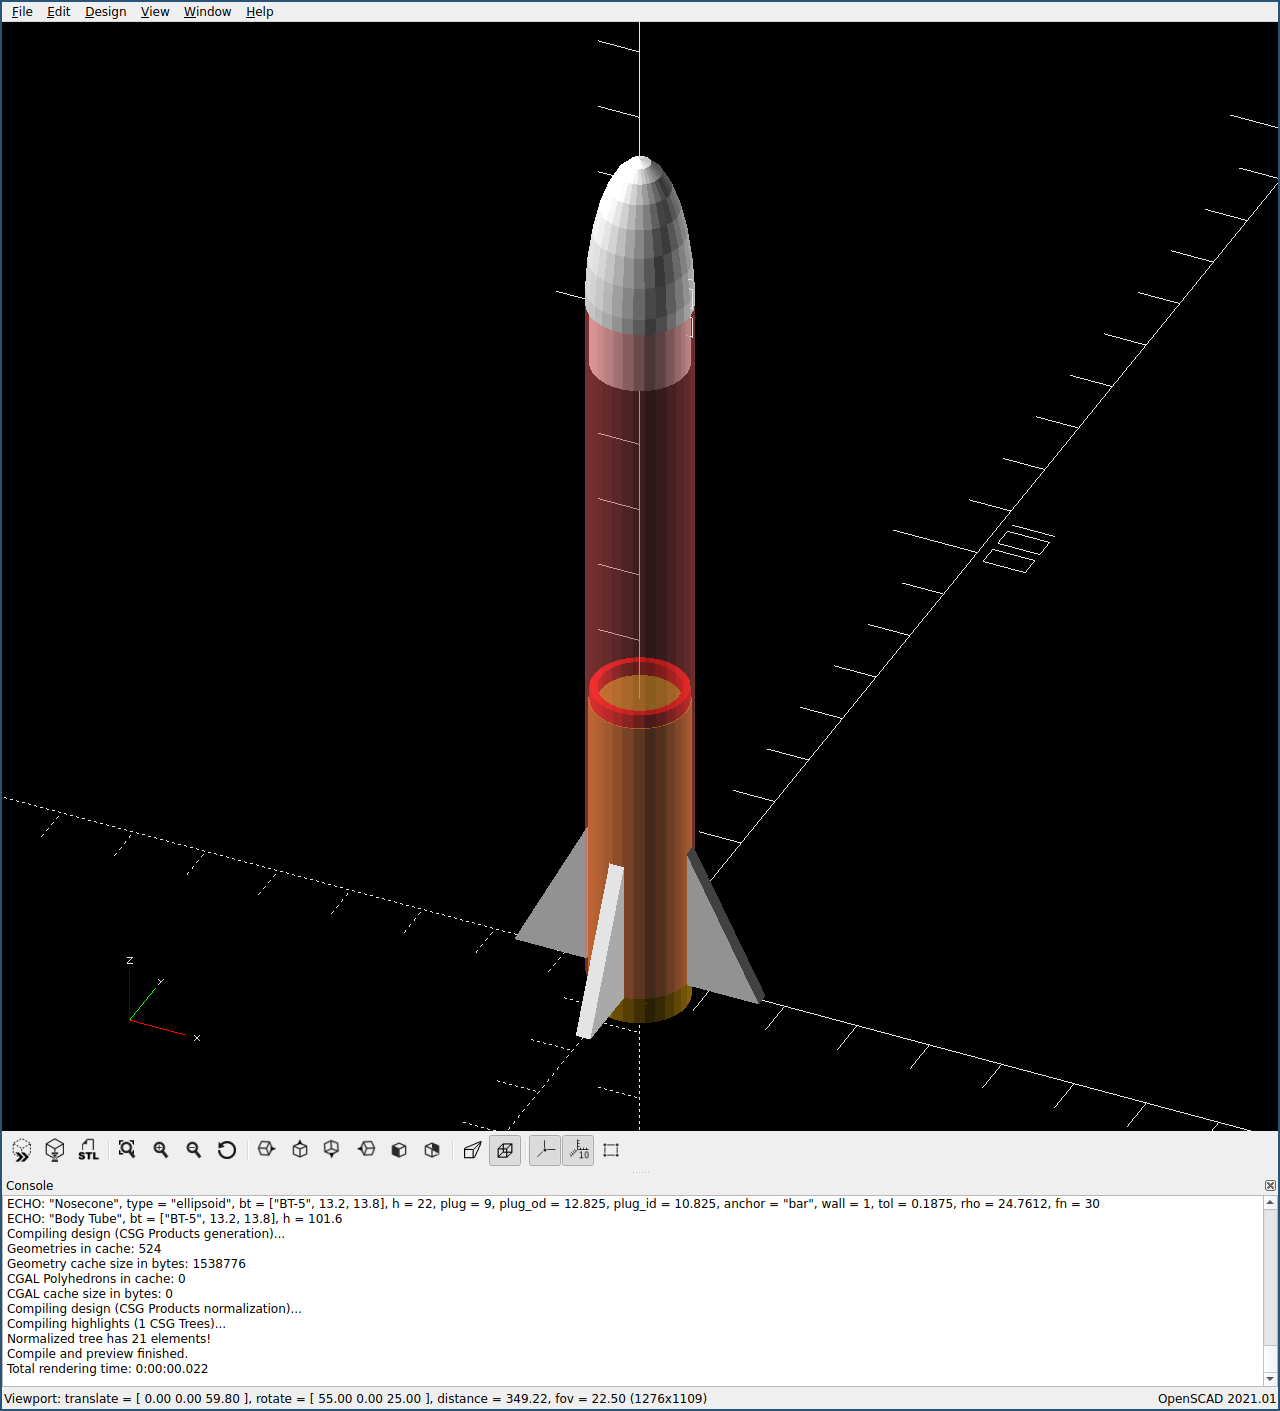 File Edit Design View Window Help
Z
Y
X
STL
10
Console
ECHO: "Nosecone", type = "ellipsoid", bt = ["BT-5", 13.2, 13.8], h = 22, plug = 9, plug_od = 12.825, plug_id = 10.825, anchor = "bar", wall = 1, tol = 0.1875, rho = 24.7612, fn = 30
ECHO: "Body Tube", bt = ["BT-5", 13.2, 13.8], h = 101.6
Compiling design (CSG Products generation)...
Geometries in cache: 524
Geometry cache size in bytes: 1538776
CGAL Polyhedrons in cache: 0
CGAL cache size in bytes: 0
Compiling design (CSG Products normalization)...
Compiling highlights (1 CSG Trees)...
Normalized tree has 21 elements!
Compile and preview finished.
Total rendering time: 0:00:00.022
Viewport: translate = [ 0.00 0.00 59.80 ], rotate = [ 55.00 0.00 25.00 ], distance = 349.22, fov = 22.50 (1276x1109) OpenSCAD 2021.01